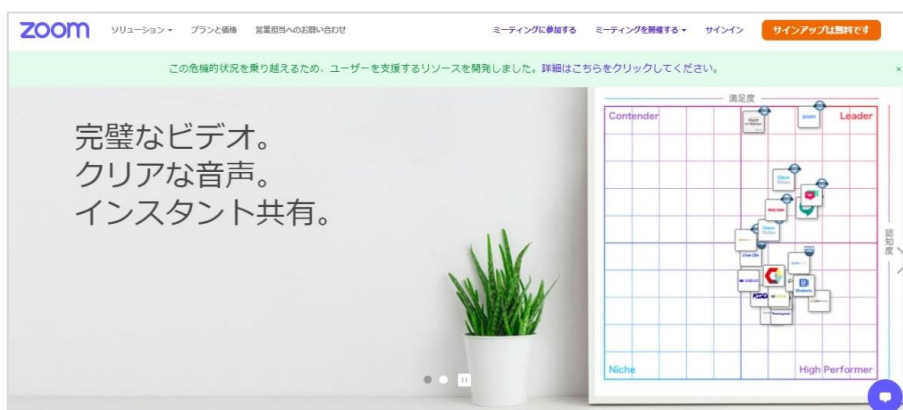 zoom
ソリューション
プランと価格
営業担当へのお問い合わせ
ミーティングに参加する
ミーティングを開催する
サインイン
サインアップは無料です
この危機的状況を乗り越えるため、ユーザーを支援するリソースを開発しました。詳細はこちらをクリックしてください。
×
完璧なビデオ。
クリアな音声。
インスタント共有。
満足度
Contender
Leader
zoom
認知度
Niche
High Performer